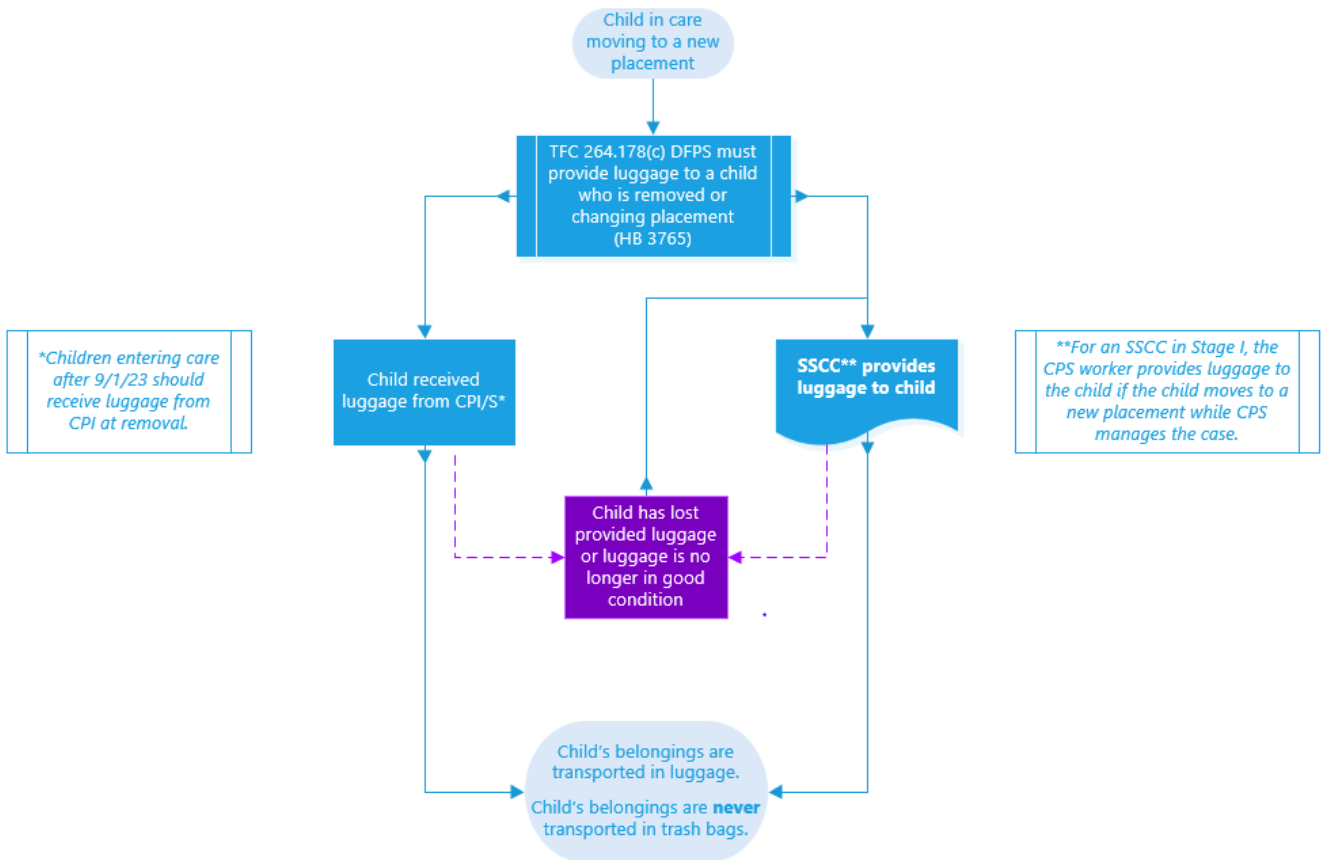 Child in care
moving to a new
placement
TFC 264.178(c) DFPS must
provide luggage to a child
who is removed or
changing placement
(HB 3765)
*Children entering care
after 9/1/23 should
receive luggage from
CPI at removal.
Child received
luggage from CPI/S*
SSCC** provides
luggage to child
**For an SSCC in Stage I, the
CPS worker provides luggage to
the child if the child moves to a
new placement while CPS
manages the case.
Child has lost
provided luggage
or luggage is no
longer in good
condition
Child’s belongings are
transported in luggage.
Child’s belongings are never
transported in trash bags.